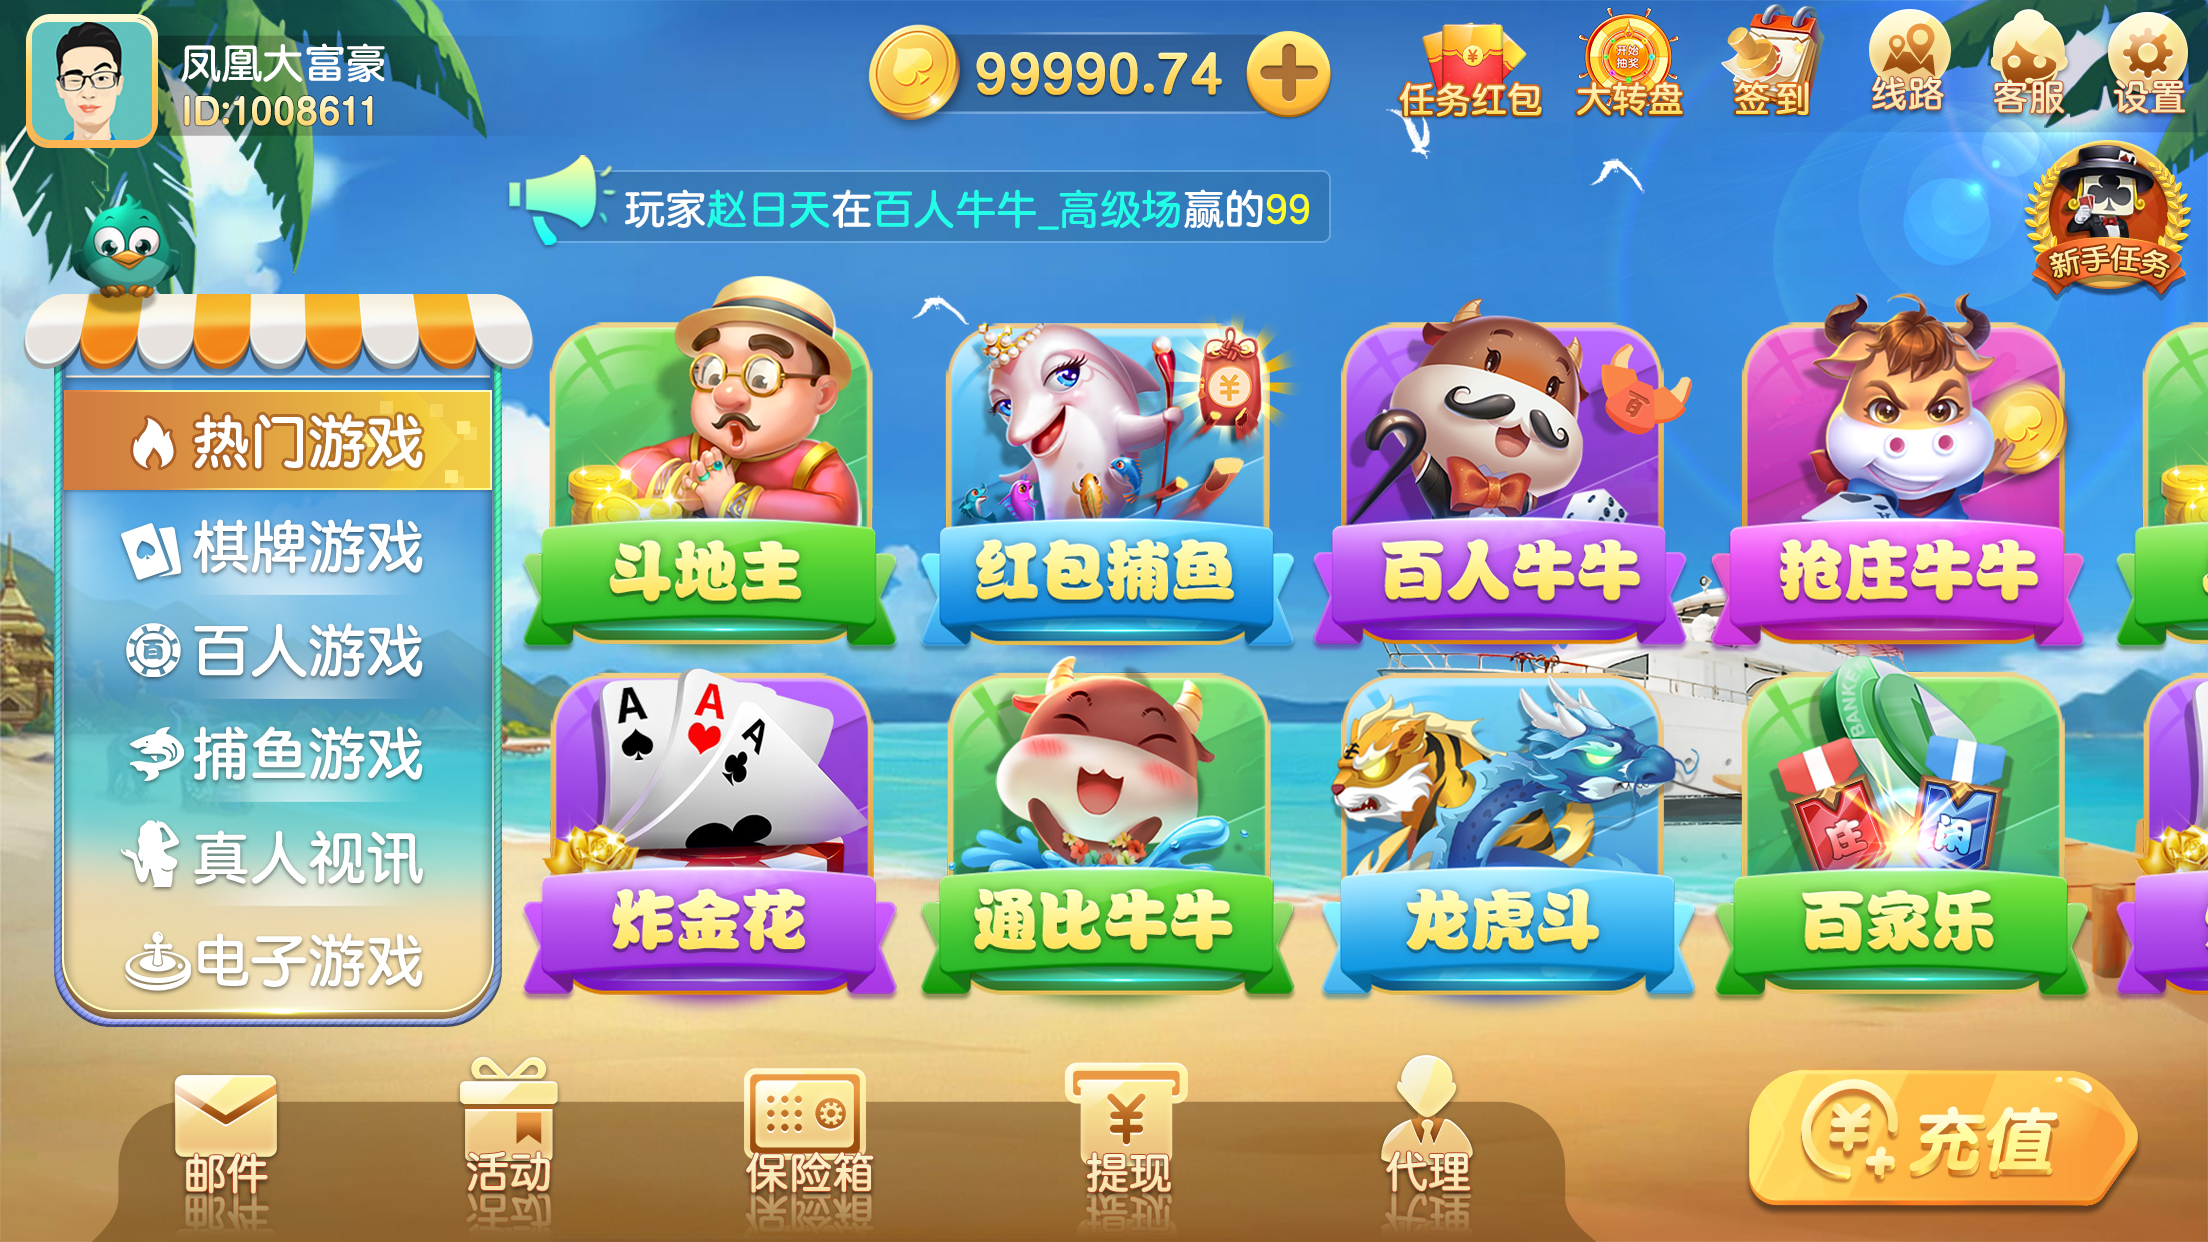 凤凰大富豪
ID:1008611
99990.74
任务红包
开始
抽奖
大转盘
签到
线路
客服
设置
玩家赵日天在百人牛牛_高级场赢的99
新手任务
热门游戏
棋牌游戏
百
百人游戏
捕鱼游戏
真人视讯
电子游戏
斗地主
¥
红包捕鱼
百
百人牛牛
A
抢庄牛牛
A
A
A
炸金花
通比牛牛
龙虎斗
BANKE
庄
闲
百家乐
邮件
活动
保险箱
¥
提现
代理
¥
充值